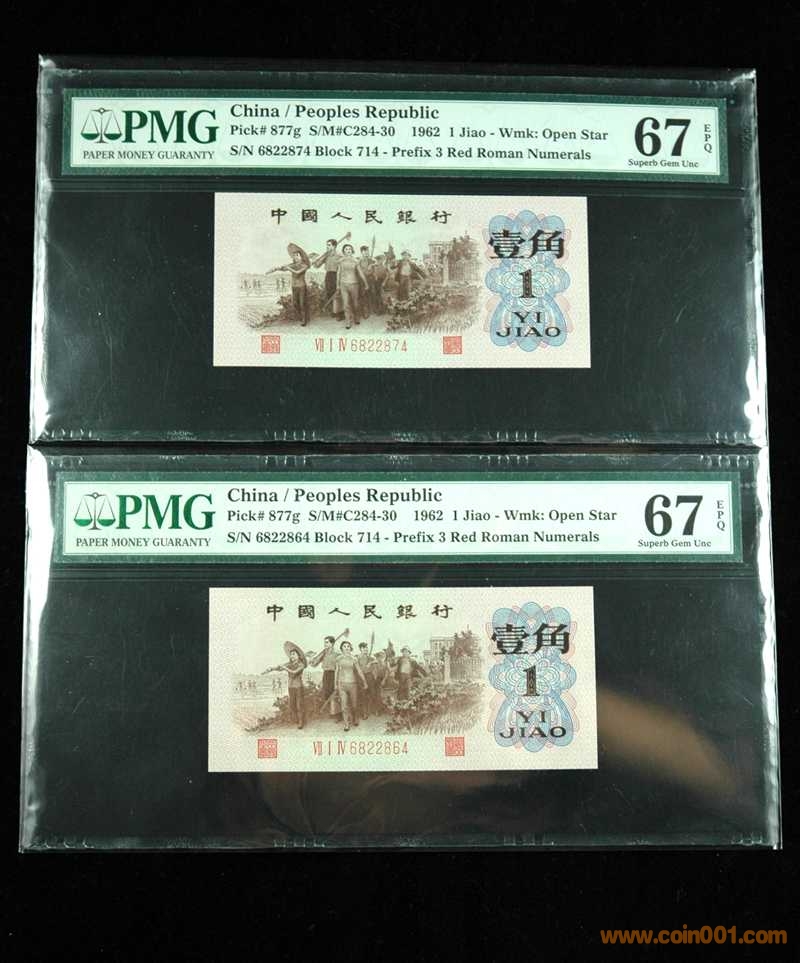 PMG
PAPER MONEY GUARANTY
China / Peoples Republic
Pick# 877g S/M#C284-30 1962 1 Jiao - Wmk: Open Star
S/N 6822874 Block 714 - Prefix 3 Red Roman Numerals
67
EPQ
Superb Gem Unc
中國人民銀行
壹角
1
YI
JIAO
VII I IV 6822874
PMG
PAPER MONEY GUARANTY
China / Peoples Republic
Pick# 877g S/M#C284-30 1962 1 Jiao - Wmk: Open Star
S/N 6822864 Block 714 - Prefix 3 Red Roman Numerals
67
EPQ
Superb Gem Unc
中國人民銀行
壹角
1
YI
JIAO
VII I IV 6822864
www.coin001.com